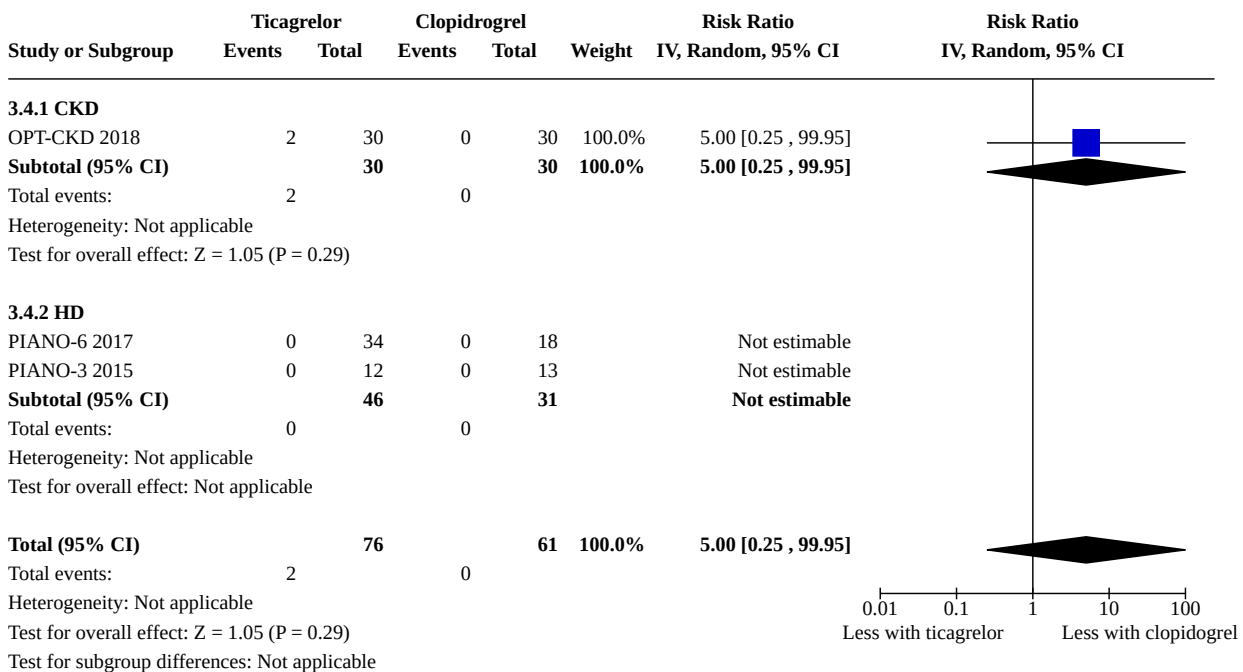 Ticagrelor Clopidrogrel Risk Ratio Risk Ratio
Study or Subgroup Events Total Events Total Weight IV, Random, 95% CI IV, Random, 95% CI
3.4.1 CKD
OPT-CKD 2018 2 30 0 30 100.0% 5.00 [0.25 , 99.95]
Subtotal (95% CI) 30 30 100.0% 5.00 [0.25 , 99.95]
Total events: 2 0
Heterogeneity: Not applicable
Test for overall effect: Z = 1.05 (P = 0.29)
3.4.2 HD
PIANO-6 2017 0 34 0 18 Not estimable
PIANO-3 2015 0 12 0 13 Not estimable
Subtotal (95% CI) 46 31 Not estimable
Total events: 0 0
Heterogeneity: Not applicable
Test for overall effect: Not applicable
Total (95% CI) 76 61 100.0% 5.00 [0.25 , 99.95]
Total events: 2 0
Heterogeneity: Not applicable 0.01 0.1 1 10 100
Test for overall effect: Z = 1.05 (P = 0.29) Less with ticagrelor Less with clopidogrel
Test for subgroup differences: Not applicable